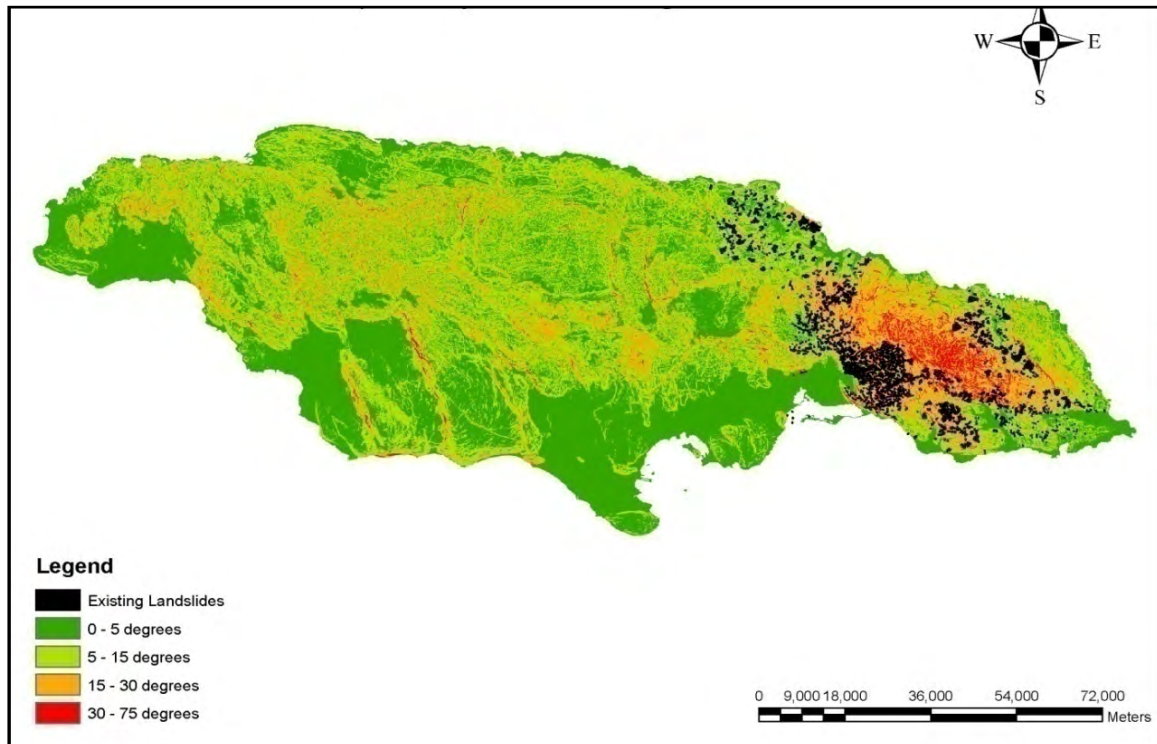 W E
S
Legend
Existing Landslides
0 - 5 degrees
5 - 15 degrees
15 - 30 degrees
30 - 75 degrees
0 9,000 18,000 36,000 54,000 72,000
Meters